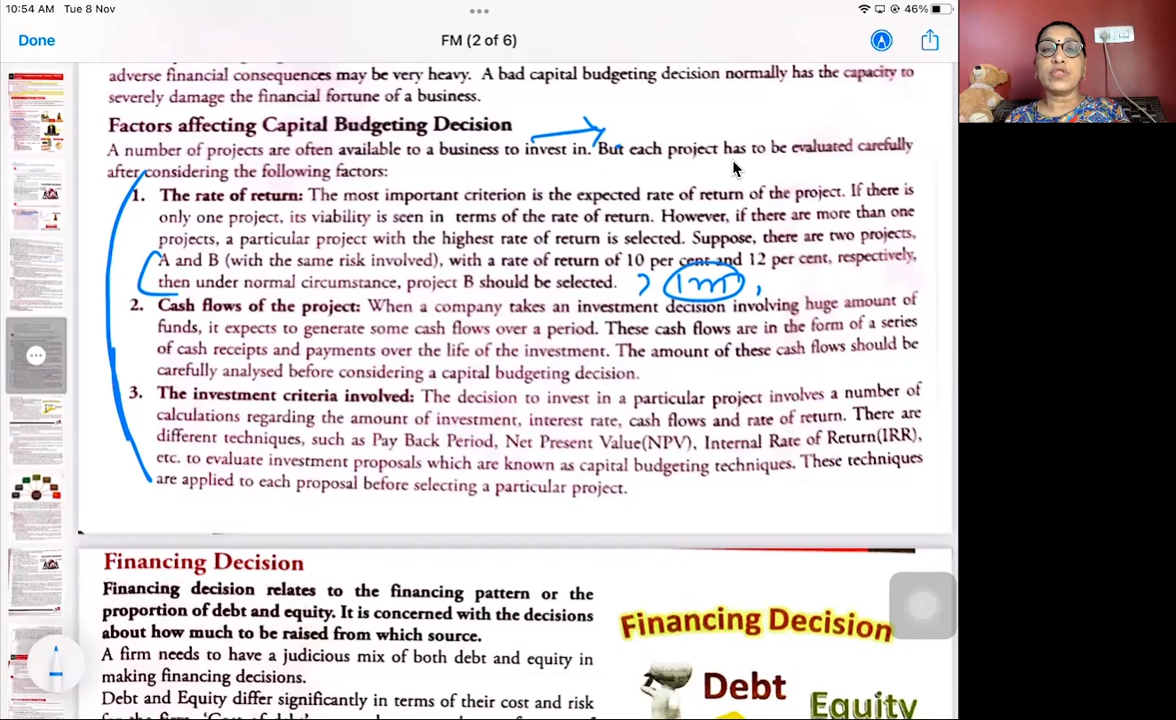 10:54 AM Tue 8 Nov
46%
Done
FM (2 of 6)
adverse financial consequences may be very heavy. A bad capital budgeting decision normally has the capacity to
severely damage the financial fortune of a business.
Factors affecting Capital Budgeting Decision
A number of projects are often available to a business to invest in. But each project has to be evaluated carefully
after considering the following factors:
1. The rate of return: The most important criterion is the expected rate of return of the project. If there is
only one project, its viability is seen in terms of the rate of return. However, if there are more than one
projects, a particular project with the highest rate of return is selected. Suppose, there are two projects,
A and B (with the same risk involved), with a rate of return of 10 per cent and 12 per cent, respectively,
then under normal circumstance, project B should be selected.
2. Cash flows of the project: When a company takes an investment decision involving huge amount of
funds, it expects to generate some cash flows over a period. These cash flows are in the form of a series
of cash receipts and payments over the life of the investment. The amount of these cash flows should be
carefully analysed before considering a capital budgeting decision.
3. The investment criteria involved: The decision to invest in a particular project involves a number of
calculations regarding the amount of investment, interest rate, cash flows and rate of return. There are
different techniques, such as Pay Back Period, Net Present Value(NPV), Internal Rate of Return(IRR),
etc. to evaluate investment proposals which are known as capital budgeting techniques. These techniques
are applied to each proposal before selecting a particular project.
Financing Decision
Financing decision relates to the financing pattern or the
proportion of debt and equity. It is concerned with the decisions
about how much to be raised from which source.
A firm needs to have a judicious mix of both debt and equity in
making financing decisions.
Debt and Equity differ significantly in terms of their cost and risk
Financing Decision
Debt
Equity